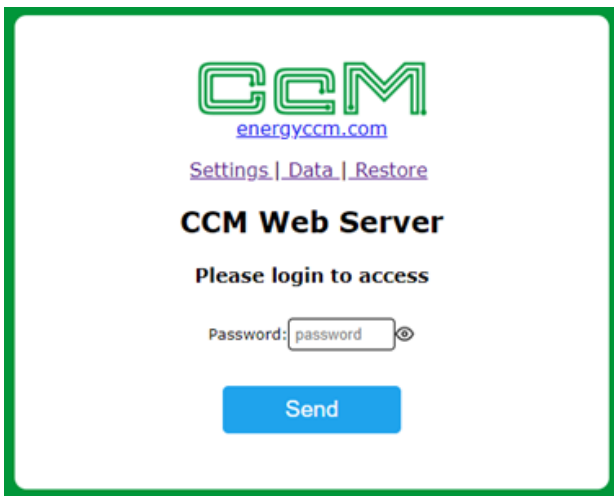 CCM
energyccm.com
Settings | Data | Restore
CCM Web Server
Please login to access
Password: password
Send